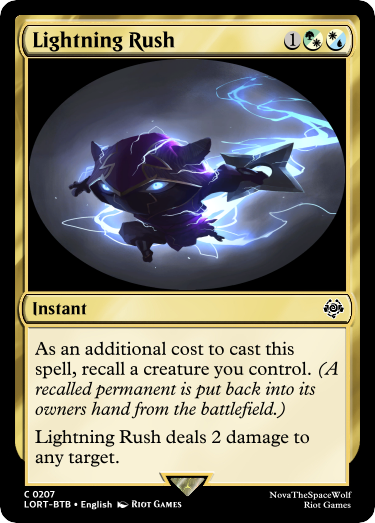 Lightning Rush 1
Instant
As an additional cost to cast this
spell, recall a creature you control. (A
recalled permanent is put back into its
owners hand from the battlefield.)
Lightning Rush deals 2 damage to
any target.
C 0207
LORT-BTB • English RIOT GAMES
NovaTheSpaceWolf
Riot Games